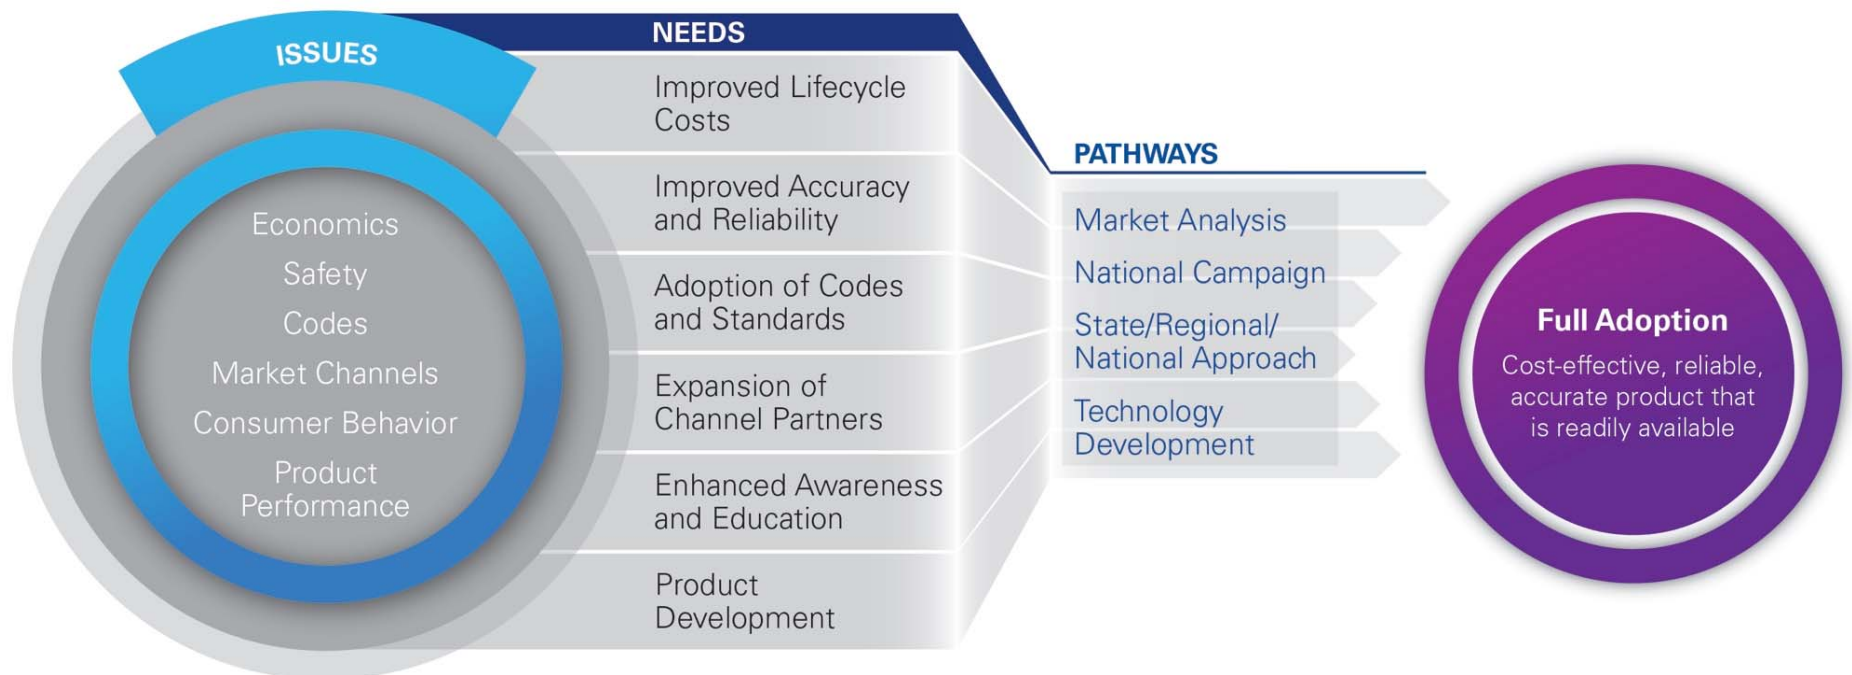 ISSUES
Economics
Safety
Codes
Market Channels
Consumer Behavior
Product
Performance
NEEDS
Improved Lifecycle
Costs
Improved Accuracy
and Reliability
Adoption of Codes
and Standards
Expansion of
Channel Partners
Enhanced Awareness
and Education
Product
Development
PATHWAYS
Market Analysis
National Campaign
State/Regional/
National Approach
Technology
Development
Full Adoption
Cost-effective, reliable,
accurate product that
is readily available